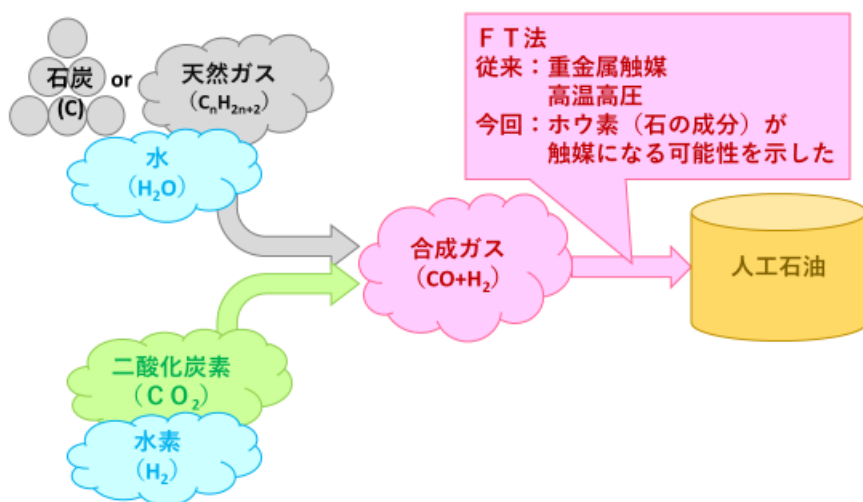 石炭
(C)
or
天然ガス
（CnH2n+2）
水
（H₂O）
二酸化炭素
（ＣＯ₂）
水素
（H₂）
合成ガス
（CO+H₂）
ＦＴ法
従来：重金属触媒
高温高圧
今回：ホウ素（石の成分）が
触媒になる可能性を示した
人工石油